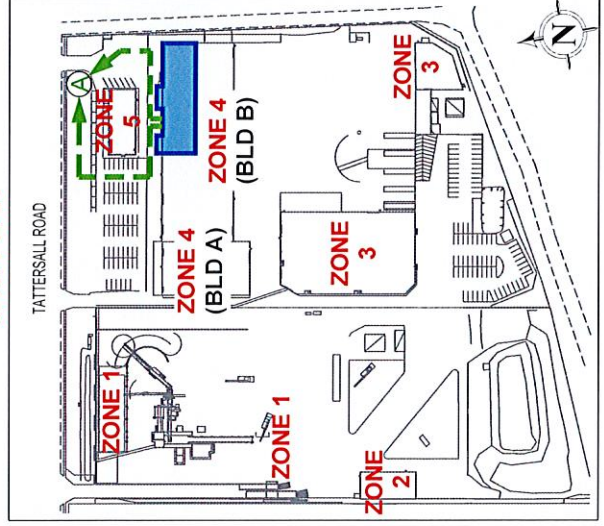 TATTERSALL ROAD
A
ZONE
5
ZONE 1
ZONE 4
(BLD A)
ZONE 4
(BLD B)
ZONE
3
ZONE
3
ZONE 1
ZONE
2
N